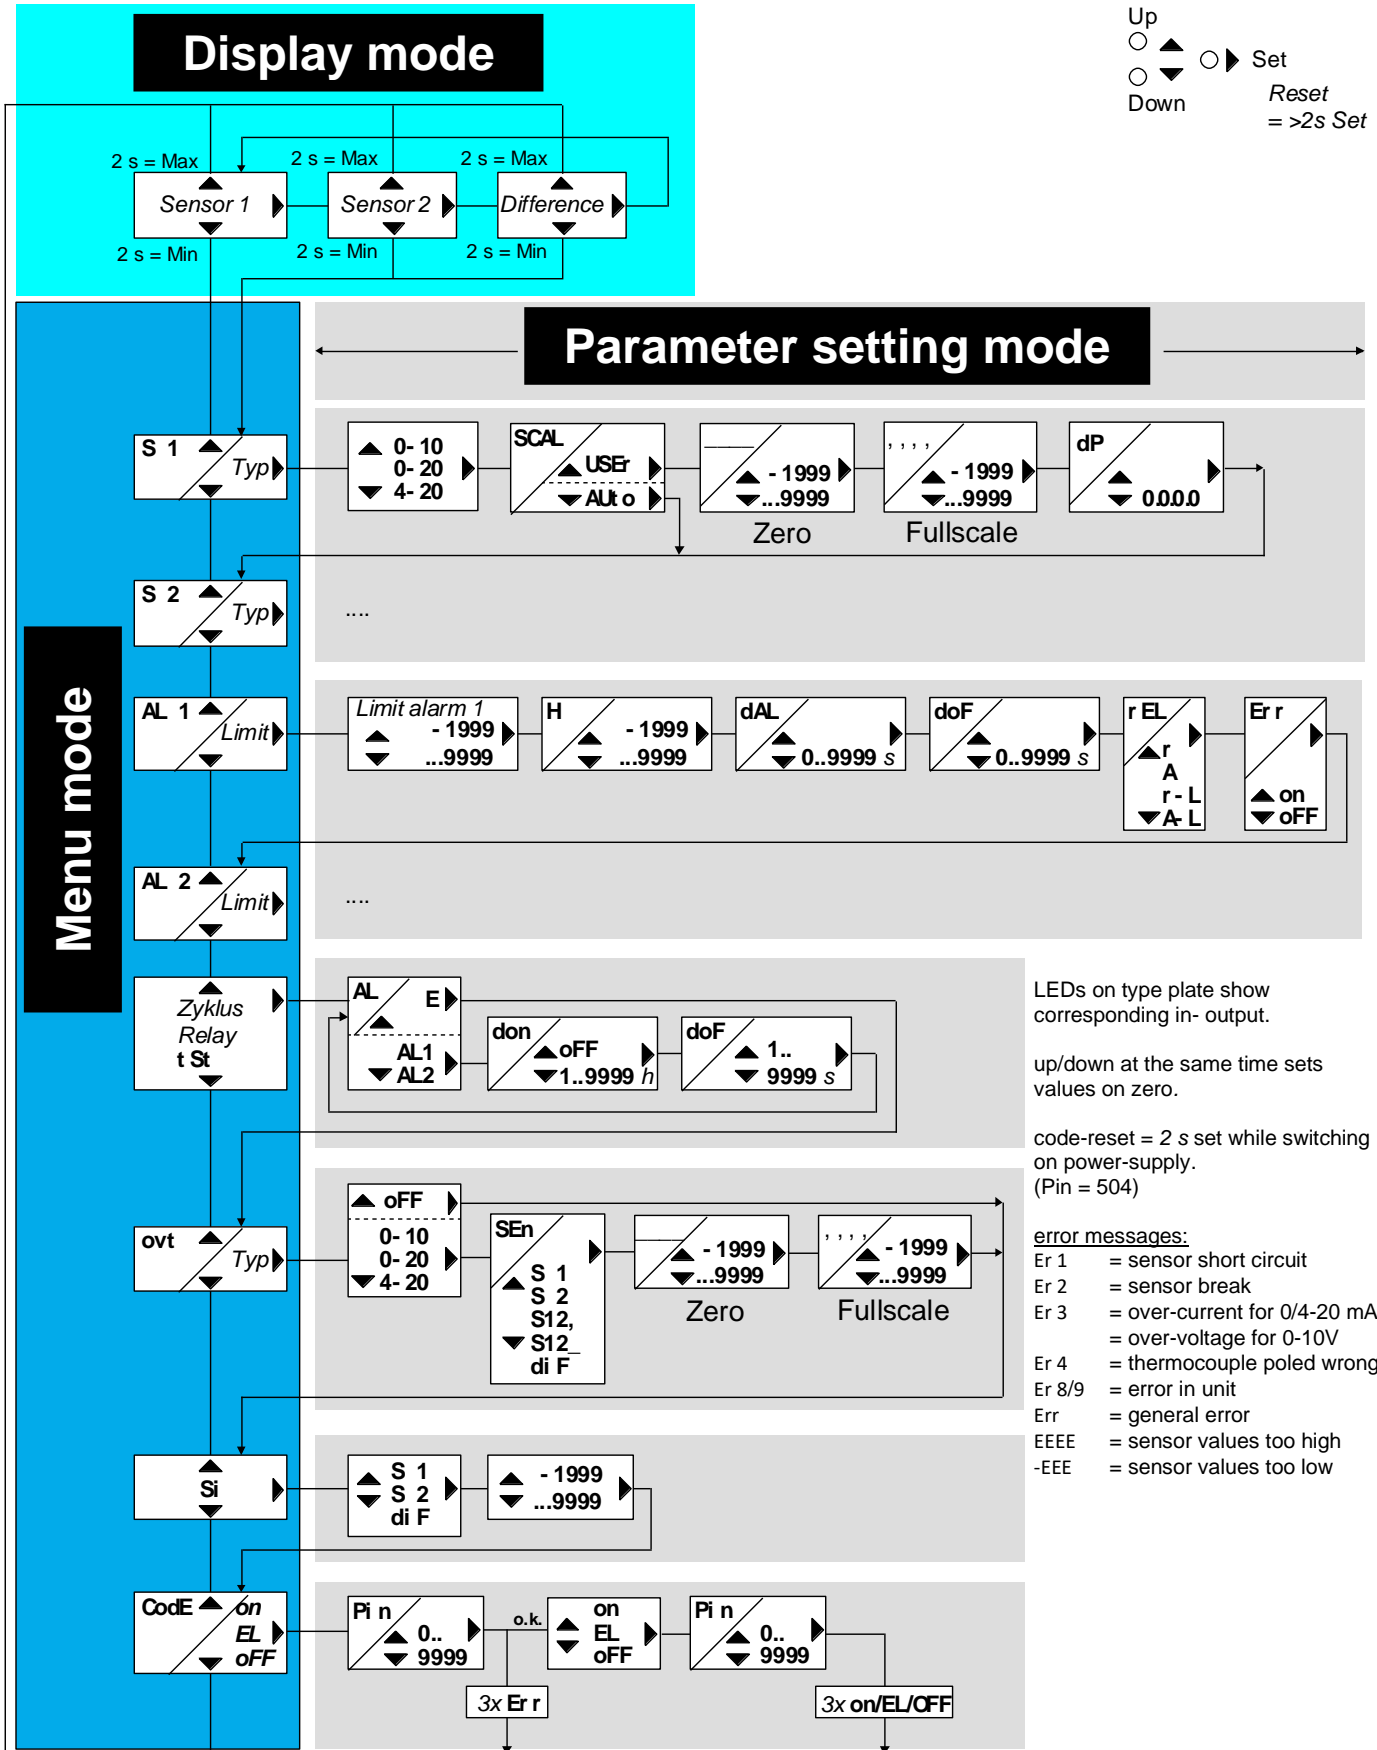 Display mode
Up
Set
Down
Reset
= >2s Set
2 s = Max
2 s = Max
2 s = Max
Sensor 1
Sensor 2
Difference
2 s = Min
2 s = Min
2 s = Min
Menu mode
Parameter setting mode
S 1
Typ
0- 10
0- 20
4- 20
SCAL
USEr
AUt o
____
- 1999
...9999
Zero
, , , ,
- 1999
...9999
Fullscale
dP
0.0.0.0
S 2
Typ
....
AL 1
Limit
Limit alarm 1
- 1999
...9999
H
- 1999
...9999
dAL
0..9999 s
doF
0..9999 s
r EL
r
A
r - L
A- L
Er r
on
oFF
AL 2
Limit
....
Zyklus
Relay
t St
AL
E
AL1
AL2
don
oFF
1..9999 h
doF
1..
9999 s
LEDs on type plate show
corresponding in- output.
up/down at the same time sets
values on zero.
code-reset = 2 s set while switching
on power-supply.
(Pin = 504)
ovt
Typ
oFF
0- 10
0- 20
4- 20
SEn
S 1
S 2
S12,
S12_
di F
____
- 1999
...9999
Zero
, , , ,
- 1999
...9999
Fullscale
error messages:
Er 1 = sensor short circuit
Er 2 = sensor break
Er 3 = over-current for 0/4-20 mA
= over-voltage for 0-10V
Er 4 = thermocouple poled wrong
Er 8/9 = error in unit
Err = general error
EEEE = sensor values too high
-EEE = sensor values too low
Si
S 1
S 2
di F
- 1999
...9999
CodE
on
EL
oFF
Pi n
0..
9999
o.k.
on
EL
oFF
Pi n
0..
9999
3x Er r
3x on/EL/OFF